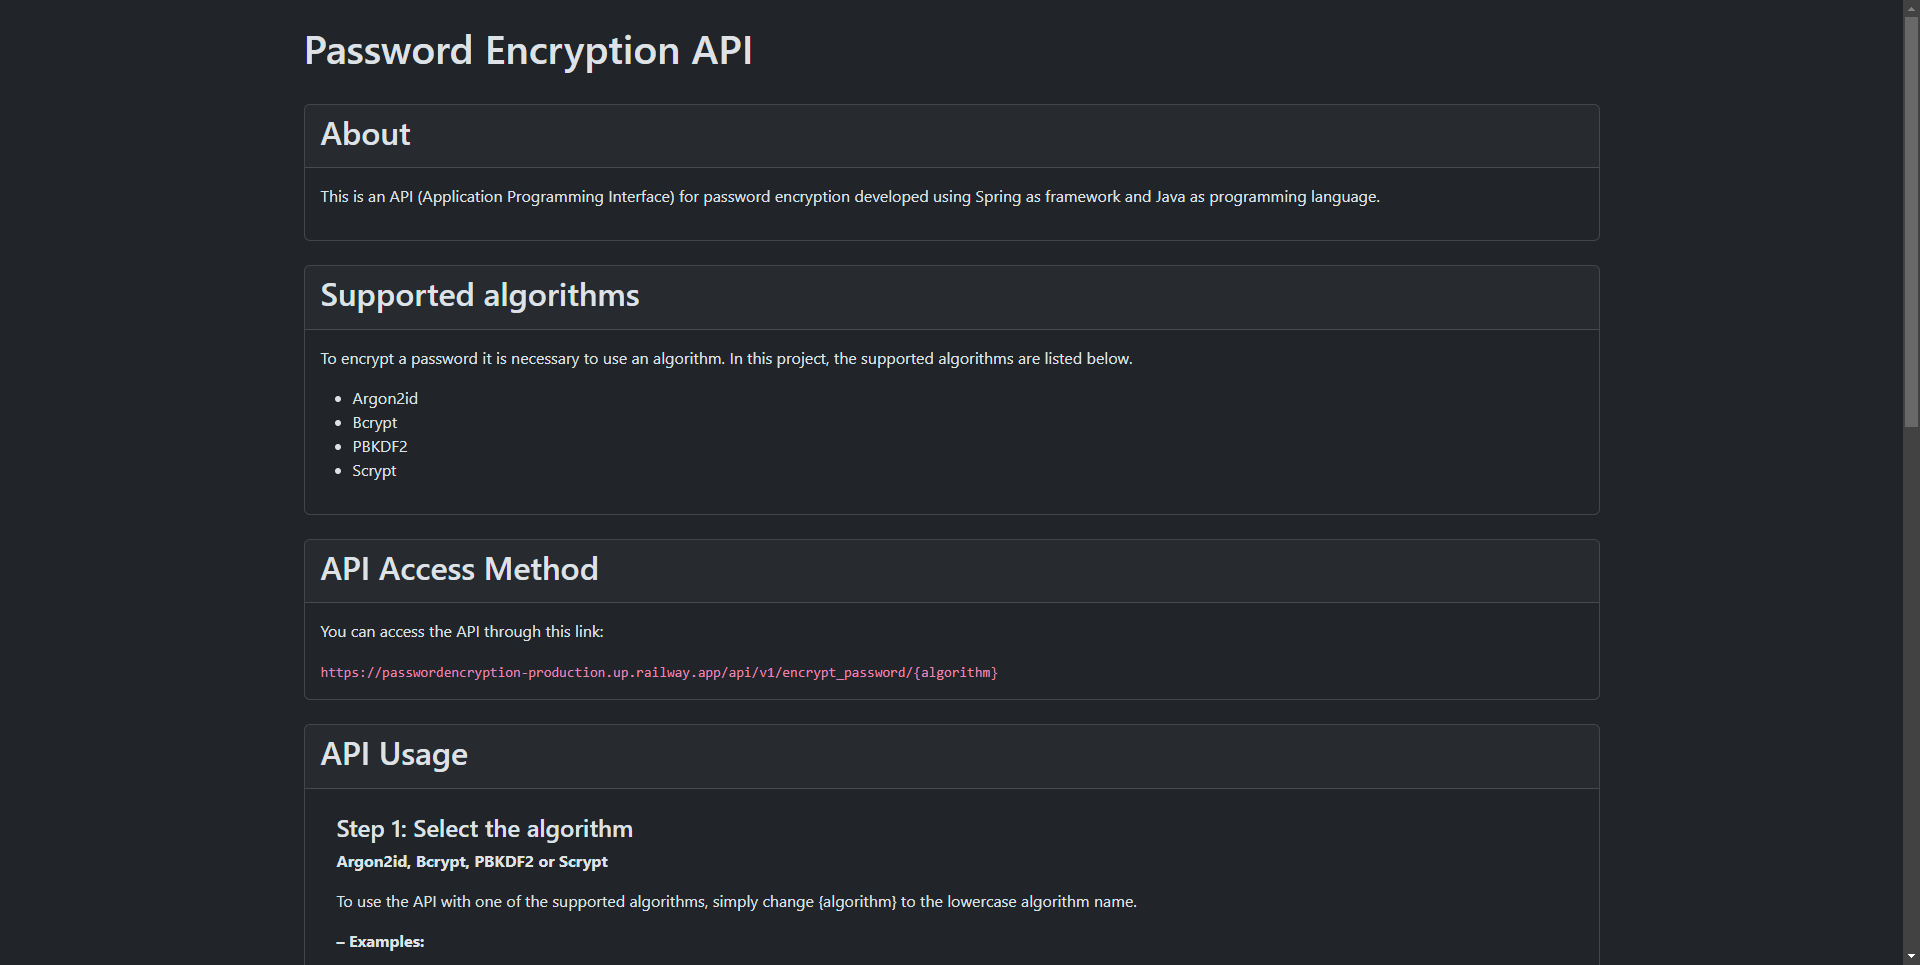 Password Encryption API
About
This is an API (Application Programming Interface) for password encryption developed using Spring as framework and Java as programming language.
Supported algorithms
To encrypt a password it is necessary to use an algorithm. In this project, the supported algorithms are listed below.
Argon2id
Bcrypt
PBKDF2
Scrypt
API Access Method
You can access the API through this link:
https://passwordencryption-production.up.railway.app/api/v1/encrypt_password/{algorithm}
API Usage
Step 1: Select the algorithm
Argon2id, Bcrypt, PBKDF2 or Scrypt
To use the API with one of the supported algorithms, simply change {algorithm} to the lowercase algorithm name.
– Examples: